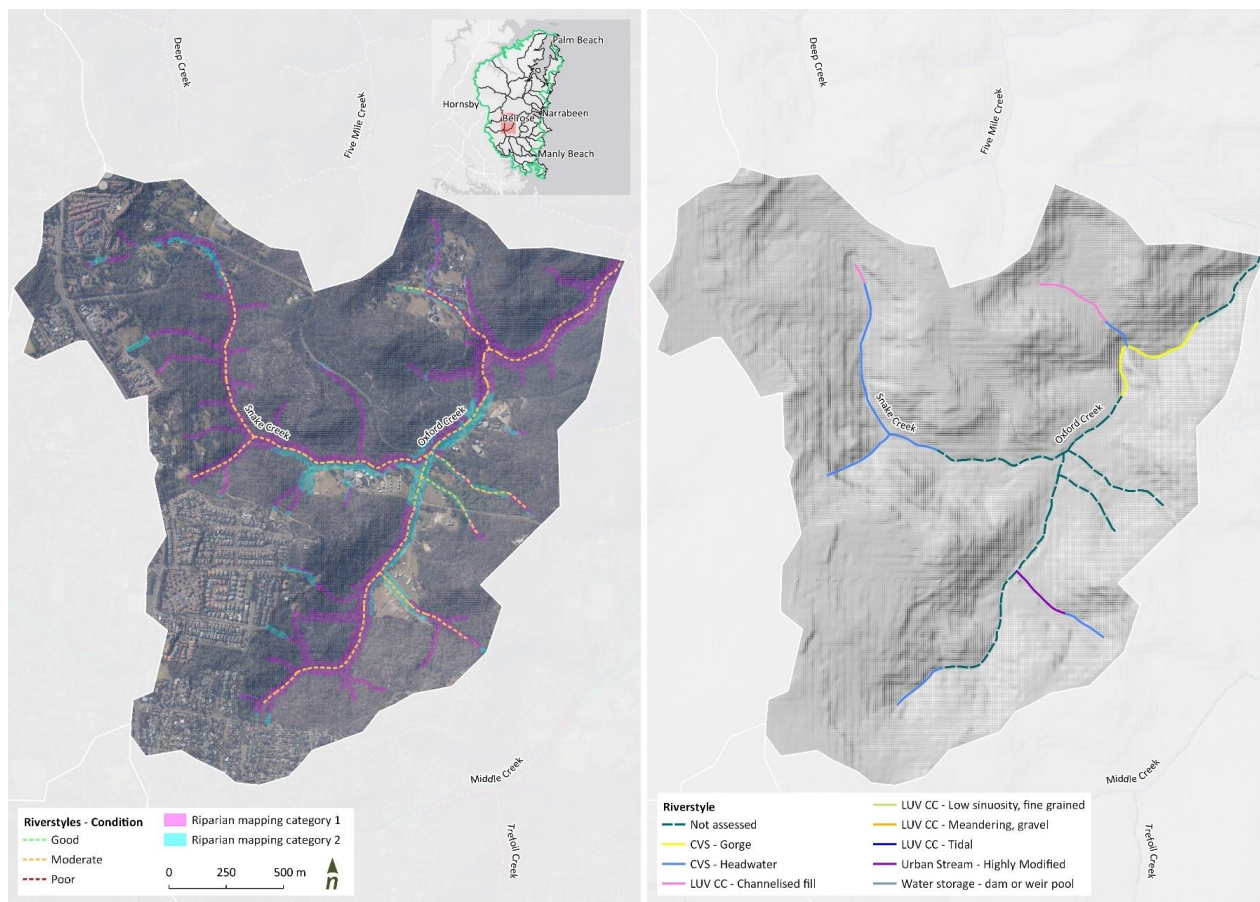 Deep Creek
Five Mile Creek
Palm Beach
Hornsby
Belrose
Narrabeen
Manly Beach
Snake Creek
Oxford Creek
Middle Creek
Trefoil Creek
Riverstyles - Condition
Good
Moderate
Poor
Riparian mapping category 1
Riparian mapping category 2
0 250 500 m
n
Deep Creek
Five Mile Creek
Snake Creek
Oxford Creek
Middle Creek
Trefoil Creek
Riverstyle
Not assessed
CVS - Gorge
CVS - Headwater
LUV CC - Channelised fill
LUV CC - Low sinuosity, fine grained
LUV CC - Meandering, gravel
LUV CC - Tidal
Urban Stream - Highly Modified
Water storage - dam or weir pool